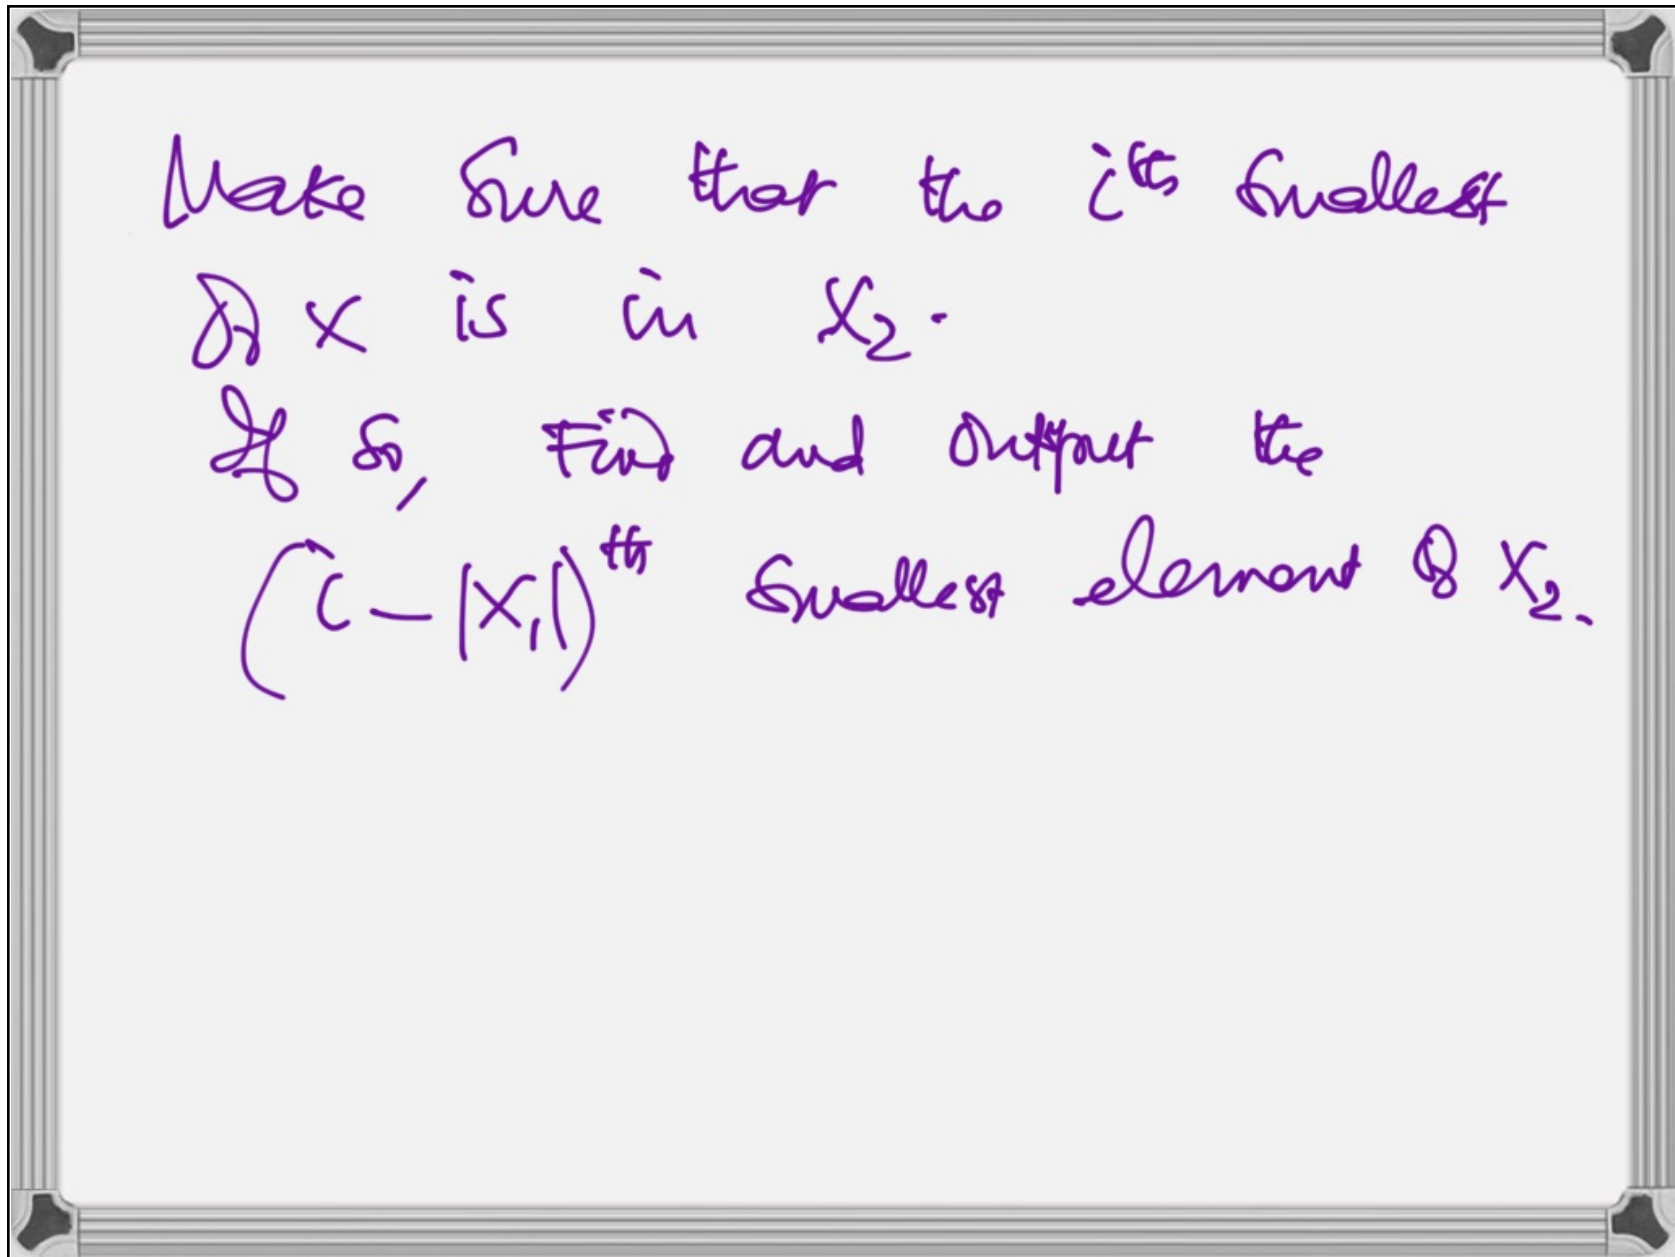 Make sure that the iᵗʰ smallest
of X is in X₂.
If so, Find and output the
(i – |X₁|)ᵗʰ smallest element of X₂.